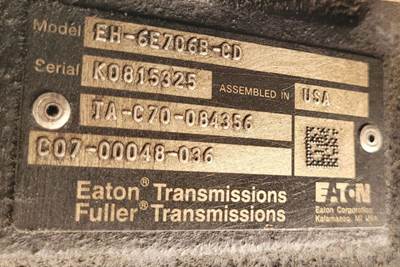 Model EH-6E706B-CD
Serial K0815325 ASSEMBLED IN USA
TA-C70-084356
C07-00048-036
Eaton® Transmissions
Fuller® Transmissions
EATON
Eaton Corporation
Kalamazoo, MI USA